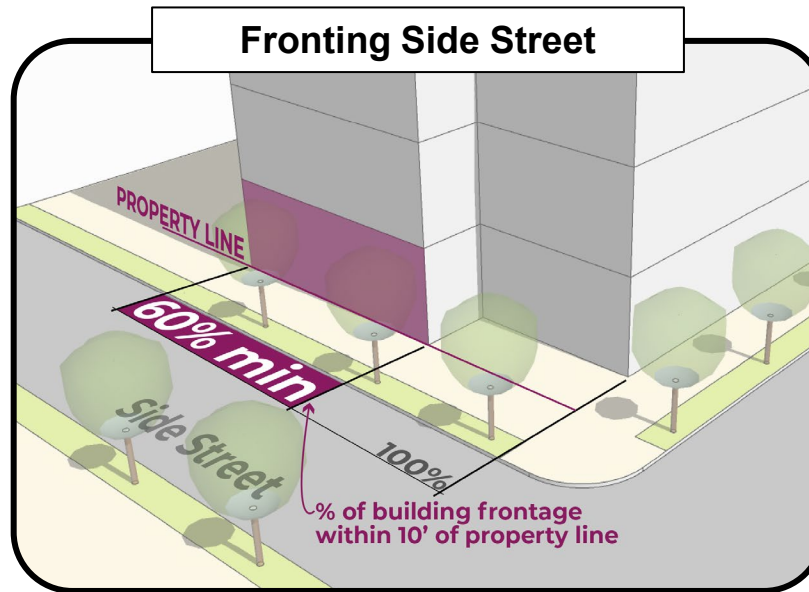 Fronting Side Street
PROPERTY LINE
60% min
Side Street
100%
% of building frontage
within 10' of property line